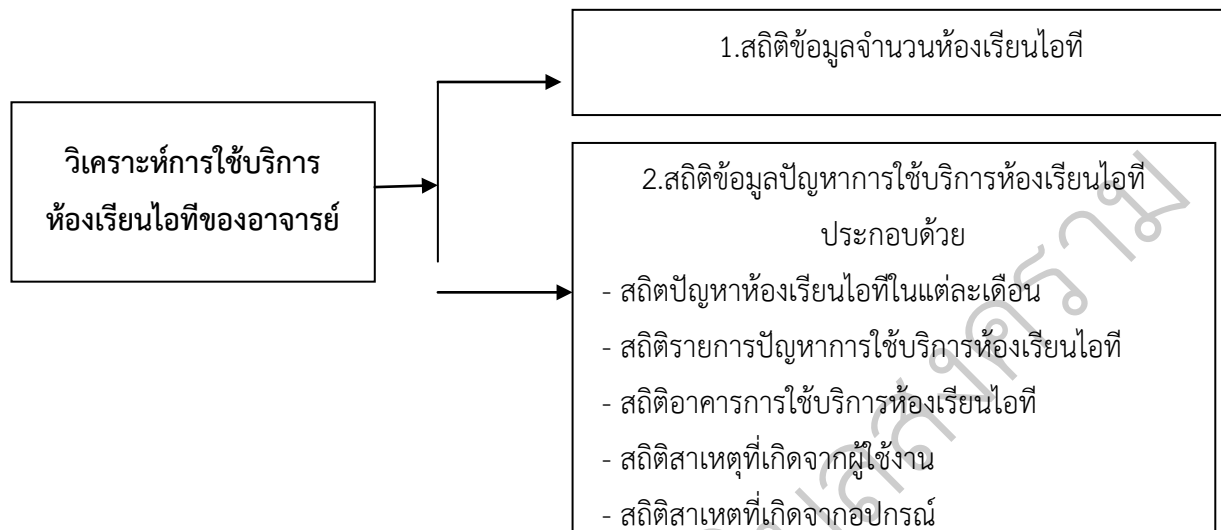 1.สถิติข้อมูลจำนวนห้องเรียนไอที
วิเคราะห์การใช้บริการ
ห้องเรียนไอทีของอาจารย์
2.สถิติข้อมูลปัญหาการใช้บริการห้องเรียนไอที
ประกอบด้วย
- สถิตปัญหาห้องเรียนไอทีในแต่ละเดือน
- สถิติรายการปัญหาการใช้บริการห้องเรียนไอที
- สถิติอาคารการใช้บริการห้องเรียนไอที
- สถิติสาเหตุที่เกิดจากผู้ใช้งาน
- สถิติสาเหตที่เกิดจากอปกรณ์